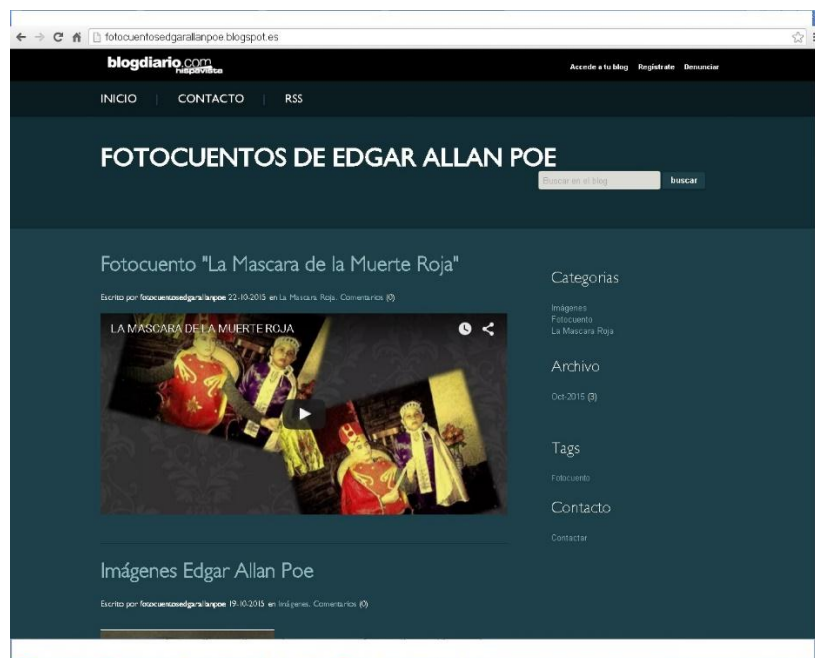 fotocuentosedgarallanpoe.blogspot.es
blogdiario.com
hispavista
Accede a tu blog Regístrate Denunciar
INICIO | CONTACTO | RSS
FOTOCUENTOS DE EDGAR ALLAN POE
Buscar en el blog buscar
Fotocuento "La Mascara de la Muerte Roja"
Escrito por fotocuentosedgarallanpoe 22-10-2015 en La Mascara Roja. Comentarios (0)
LA MASCARA DE LA MUERTE ROJA
Imágenes Edgar Allan Poe
Escrito por fotocuentosedgarallanpoe 19-10-2015 en Imágenes. Comentarios (0)
Categorías
Imágenes
Fotocuento
La Mascara Roja
Archivo
Oct-2015 (3)
Tags
Fotocuento
Contacto
Contactar